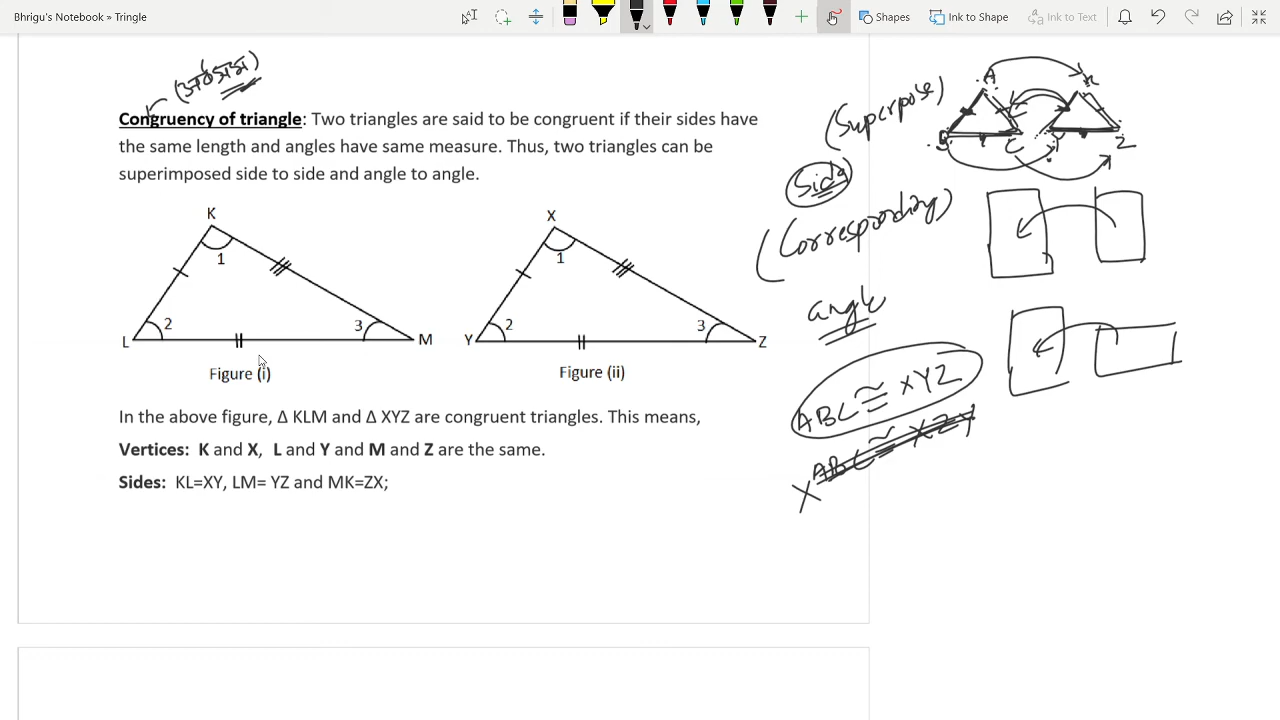 Bhrigu's Notebook » Tringle
Shapes
Ink to Shape
Ink to Text
Congruency of triangle: Two triangles are said to be congruent if their sides have
the same length and angles have same measure. Thus, two triangles can be
superimposed side to side and angle to angle.
K
1
L
2
3
M
Figure (i)
X
1
Y
2
3
Z
Figure (ii)
In the above figure, Δ KLM and Δ XYZ are congruent triangles. This means,
Vertices: K and X, L and Y and M and Z are the same.
Sides: KL=XY, LM= YZ and MK=ZX;
(Superpose)
A
B
C
Z
Side
(Corresponding)
angle
ABC ≅ XYZ
X ABC ≅ XZY